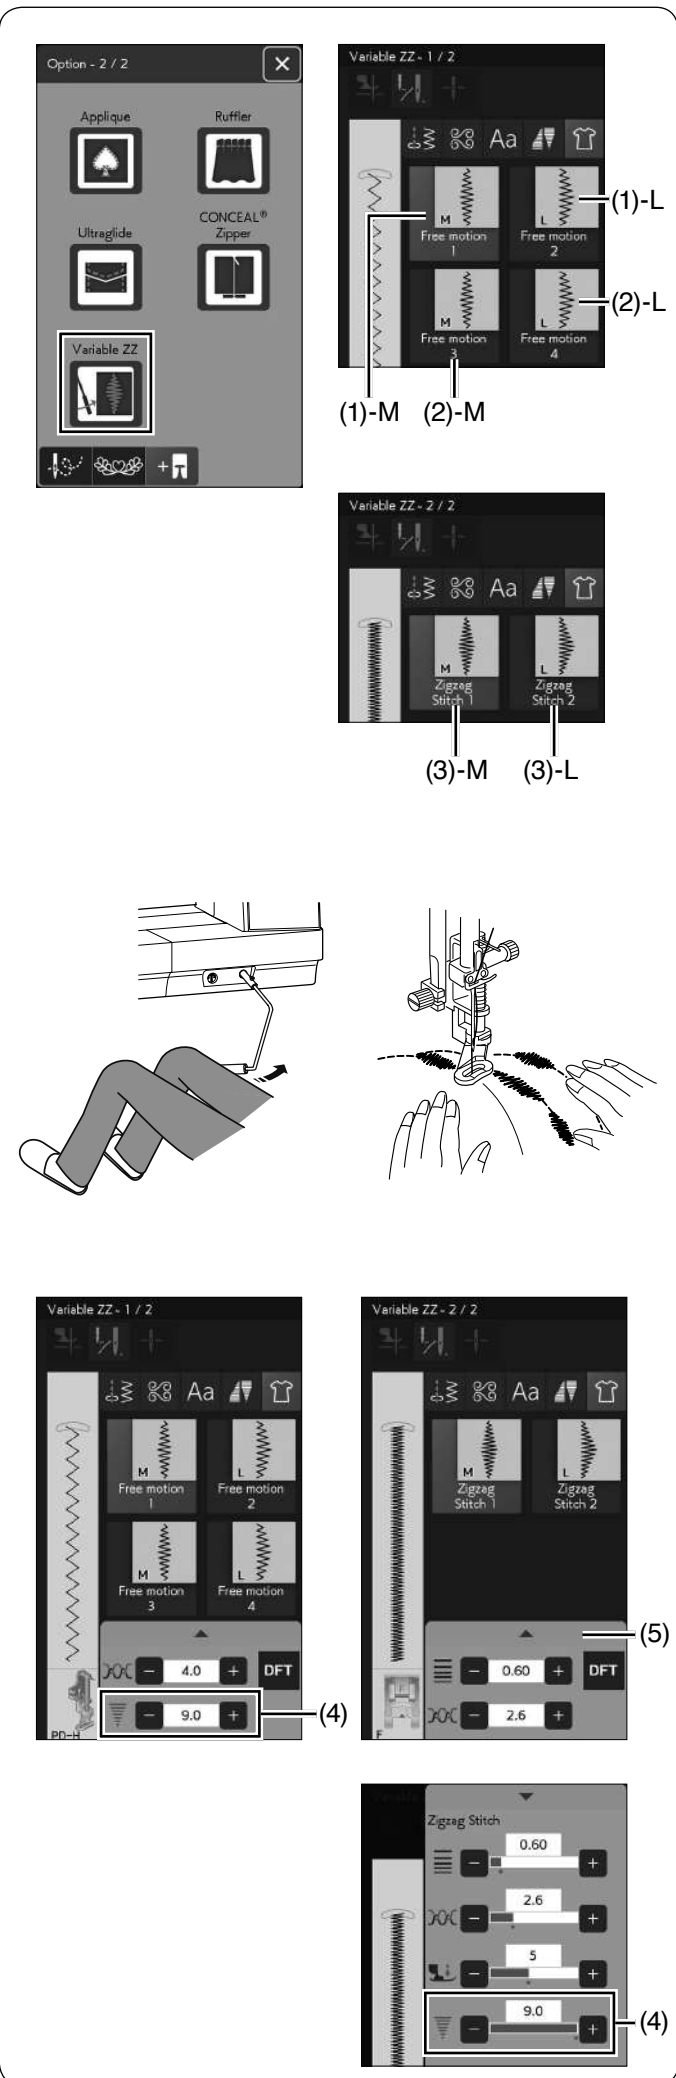 Option - 2 / 2
Applique
Ruffler
Ultraglide
CONCEAL®
Zipper
Variable ZZ
Variable ZZ - 1 / 2
Aa
M
Free motion
1
L
Free motion
2
M
Free motion
3
L
Free motion
4
(1)-L
(2)-L
(1)-M
(2)-M
Variable ZZ - 2 / 2
Aa
M
Zigzag
Stitch 1
L
Zigzag
Stitch 2
(3)-M
(3)-L
Variable ZZ - 1 / 2
Aa
M
Free motion
1
L
Free motion
2
M
Free motion
3
L
Free motion
4
4.0
DFT
9.0
PD-H
(4)
Variable ZZ - 2 / 2
Aa
M
Zigzag
Stitch 1
L
Zigzag
Stitch 2
(5)
0.60
DFT
2.6
F
Zigzag Stitch
0.60
2.6
5
9.0
(4)